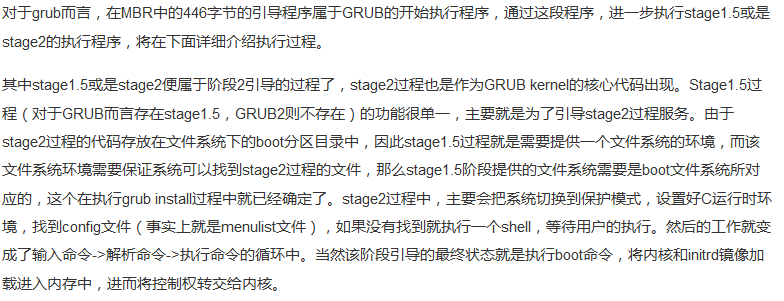 对于grub而言，在MBR中的446字节的引导程序属于GRUB的开始执行程序，通过这段程序，进一步执行stage1.5或是
stage2的执行程序，将在下面详细介绍执行过程。
其中stage1.5或是stage2便属于阶段2引导的过程了，stage2过程也是作为GRUB kernel的核心代码出现。Stage1.5过
程（对于GRUB而言存在stage1.5，GRUB2则不存在）的功能很单一，主要就是为了引导stage2过程服务。由于
stage2过程的代码存放在文件系统下的boot分区目录中，因此stage1.5过程就是需要提供一个文件系统的环境，而该
文件系统环境需要保证系统可以找到stage2过程的文件，那么stage1.5阶段提供的文件系统需要是boot文件系统所对
应的，这个在执行grub install过程中就已经确定了。stage2过程中，主要会把系统切换到保护模式，设置好C运行时环
境，找到config文件（事实上就是menulist文件），如果没有找到就执行一个shell，等待用户的执行。然后的工作就变
成了输入命令->解析命令->执行命令的循环中。当然该阶段引导的最终状态就是执行boot命令，将内核和initrd镜像加
载进入内存中，进而将控制权转交给内核。